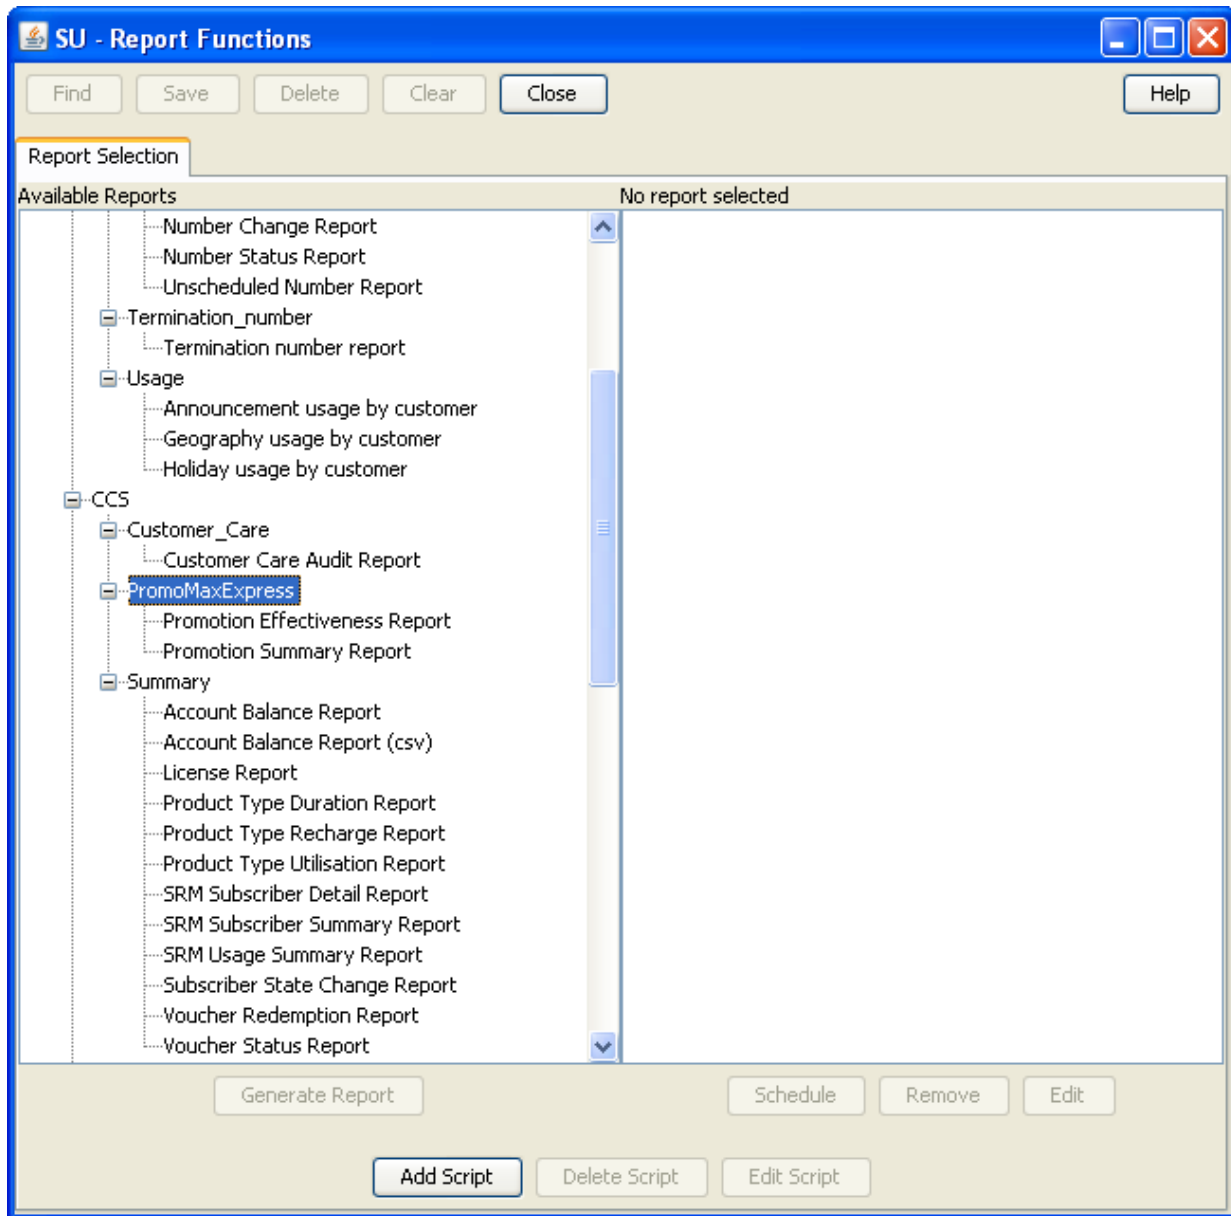 SU - Report Functions
Find Save Delete Clear Close Help
Report Selection
Available Reports No report selected
Number Change Report
Number Status Report
Unscheduled Number Report
Termination_number
Termination number report
Usage
Announcement usage by customer
Geography usage by customer
Holiday usage by customer
CCS
Customer_Care
Customer Care Audit Report
PromoMaxExpress
Promotion Effectiveness Report
Promotion Summary Report
Summary
Account Balance Report
Account Balance Report (csv)
License Report
Product Type Duration Report
Product Type Recharge Report
Product Type Utilisation Report
SRM Subscriber Detail Report
SRM Subscriber Summary Report
SRM Usage Summary Report
Subscriber State Change Report
Voucher Redemption Report
Voucher Status Report
Generate Report Schedule Remove Edit
Add Script Delete Script Edit Script